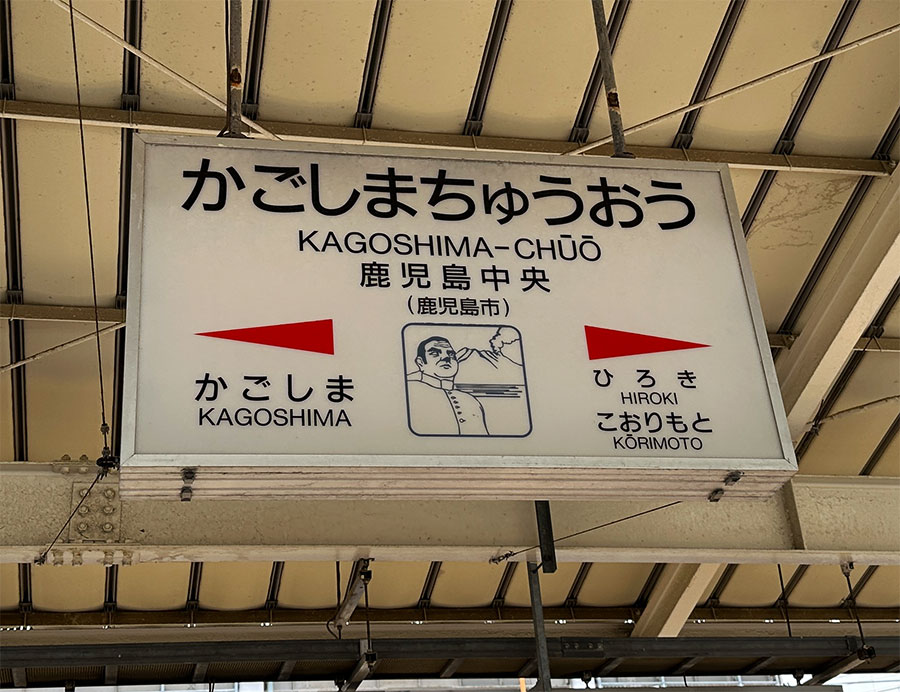 かごしまちゅうおう
KAGOSHIMA-CHŪŌ
鹿児島中央
(鹿児島市)
かごしま
KAGOSHIMA
ひろき
HIROKI
こおりもと
KŌRIMOTO